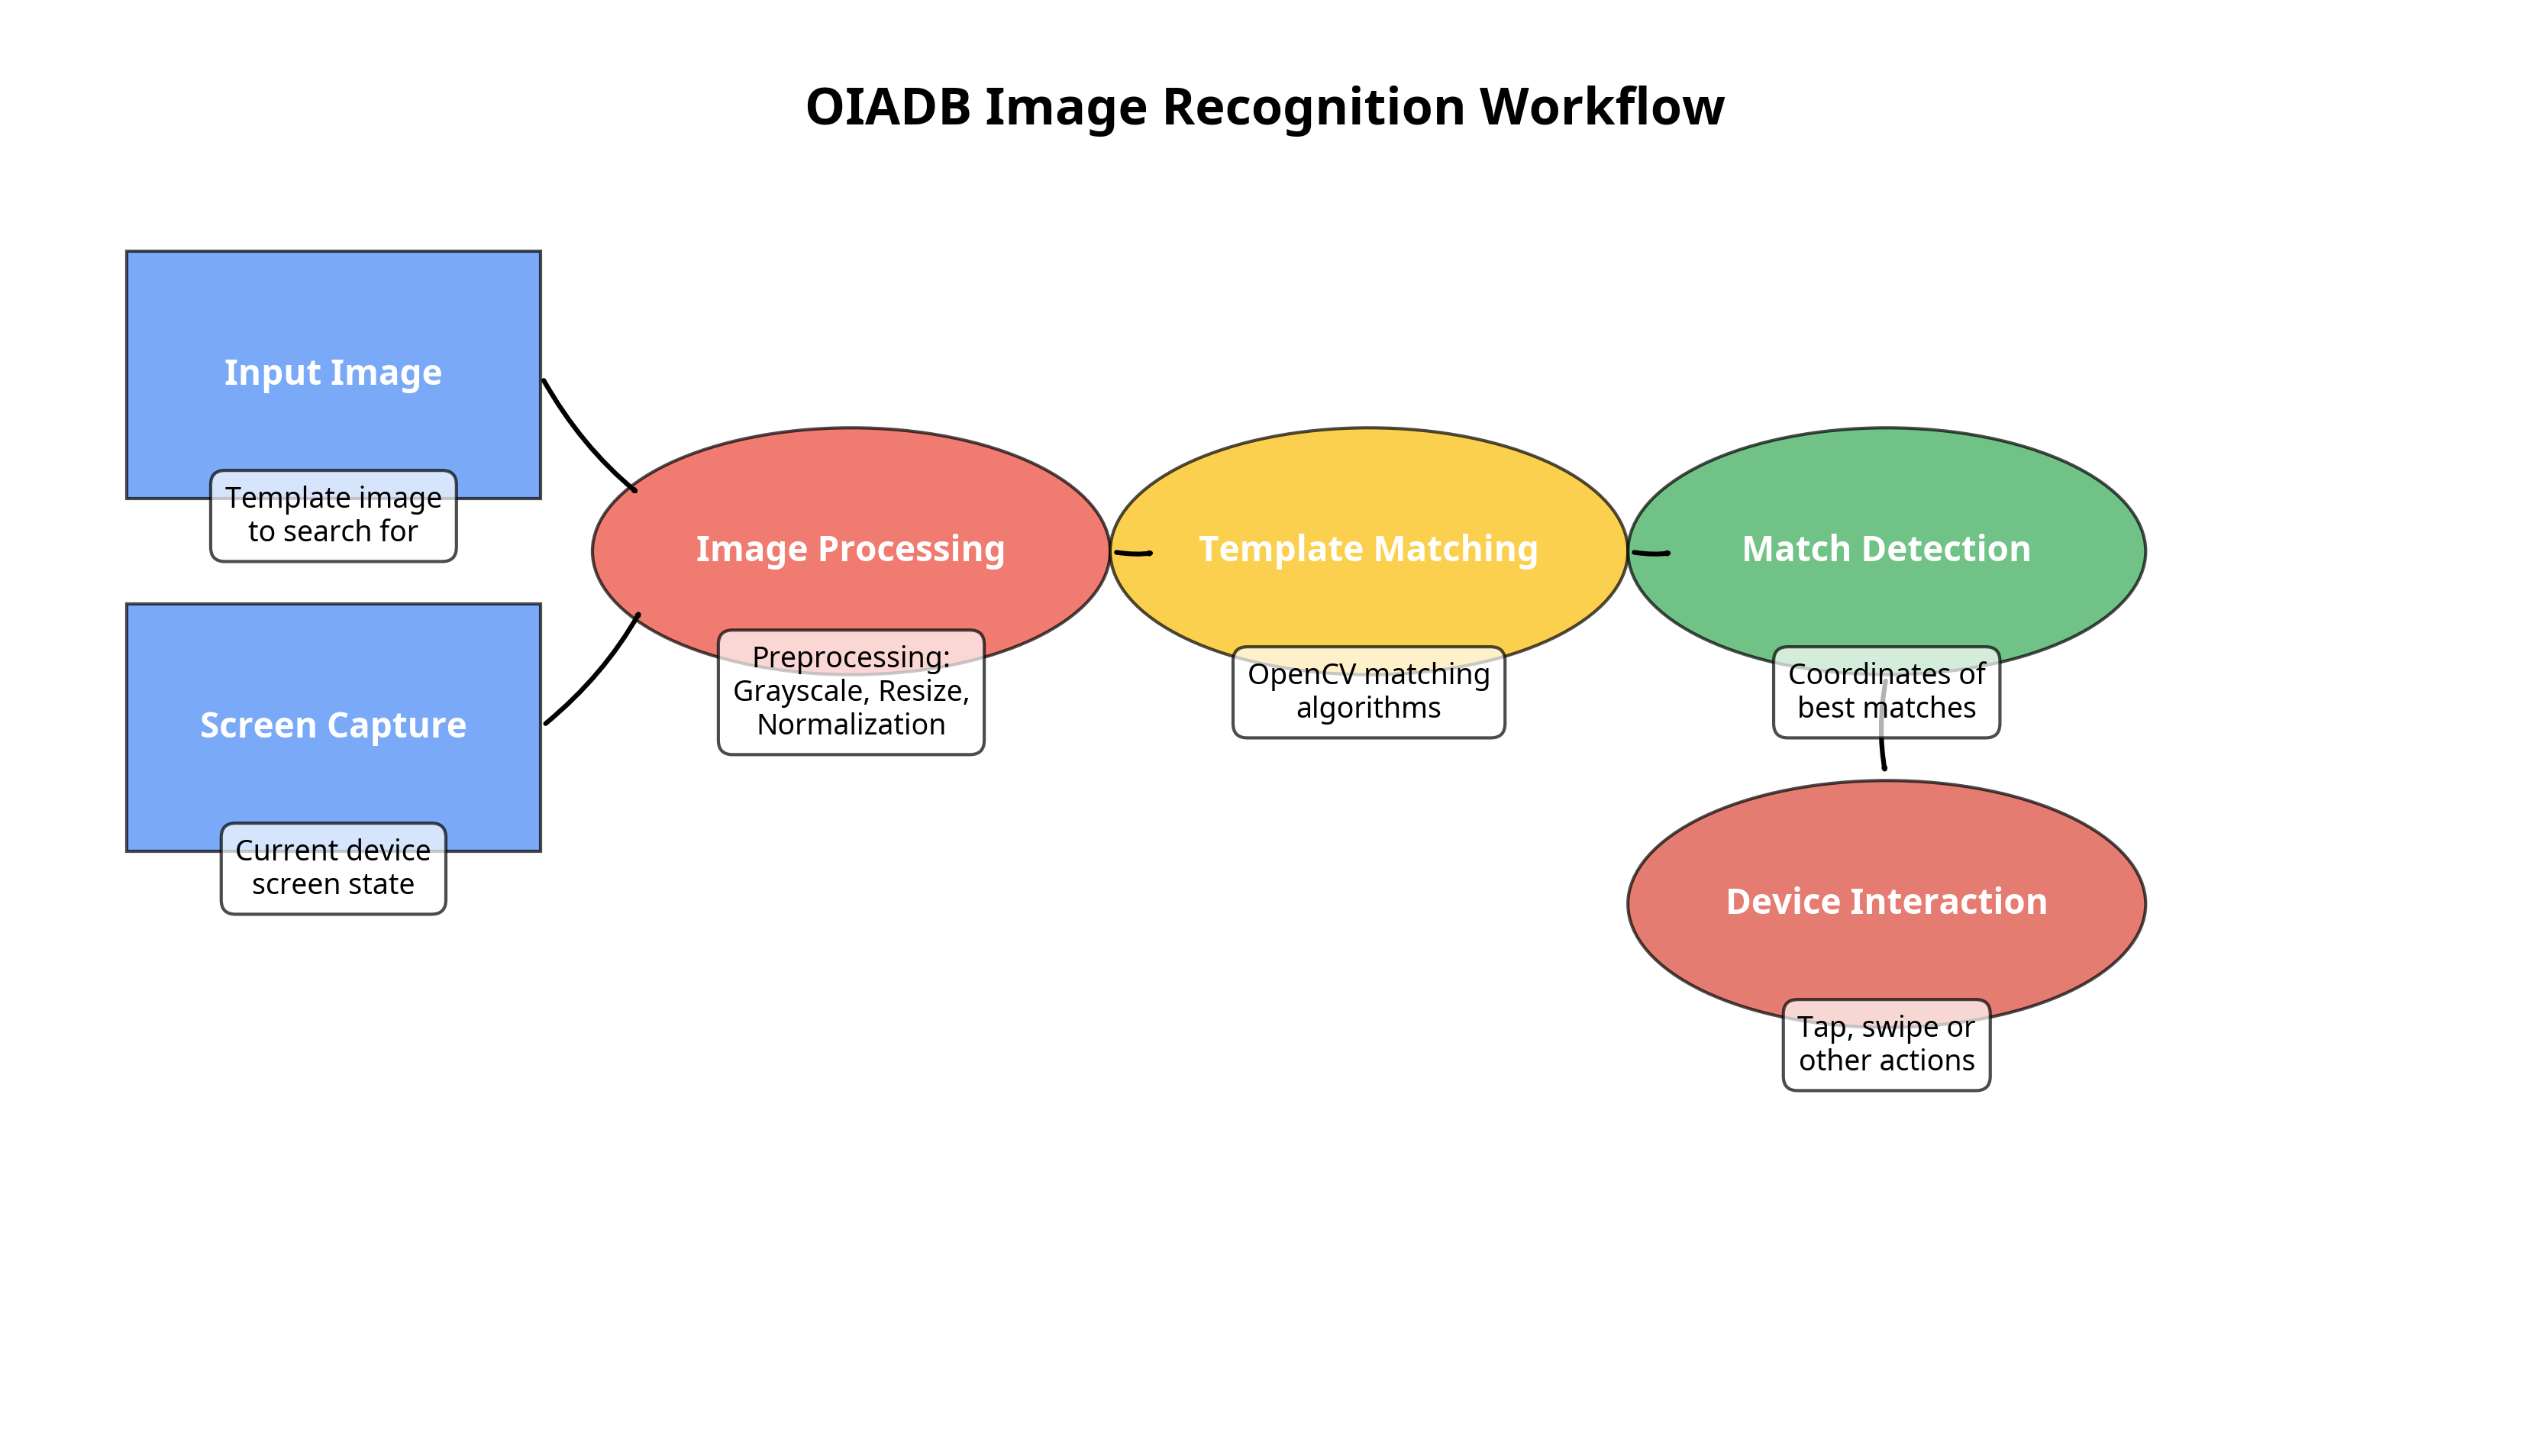 OIADB Image Recognition Workflow
Input Image
Template image
to search for
Screen Capture
Current device
screen state
Image Processing
Preprocessing:
Grayscale, Resize,
Normalization
Template Matching
OpenCV matching
algorithms
Match Detection
Coordinates of
best matches
Device Interaction
Tap, swipe or
other actions